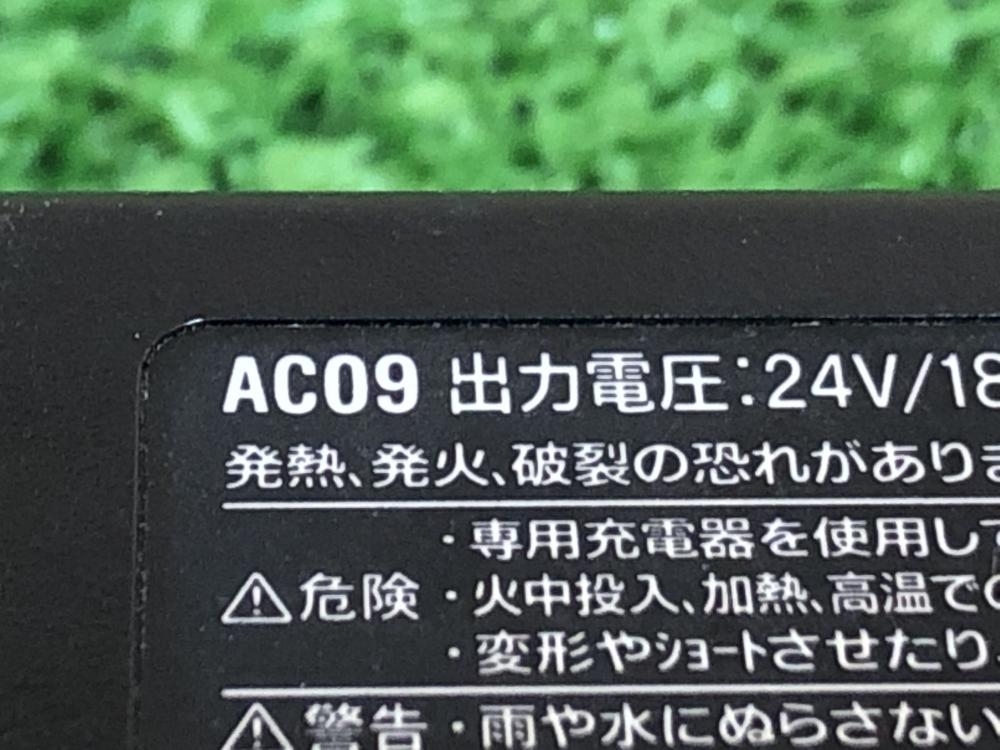 AC09 出力電圧:24V/18
発熱、発火、破裂の恐れがありま
・専用充電器を使用して
⚠危険・火中投入、加熱、高温での
・変形やショートさせたり、
⚠警告・雨や水にぬらさない